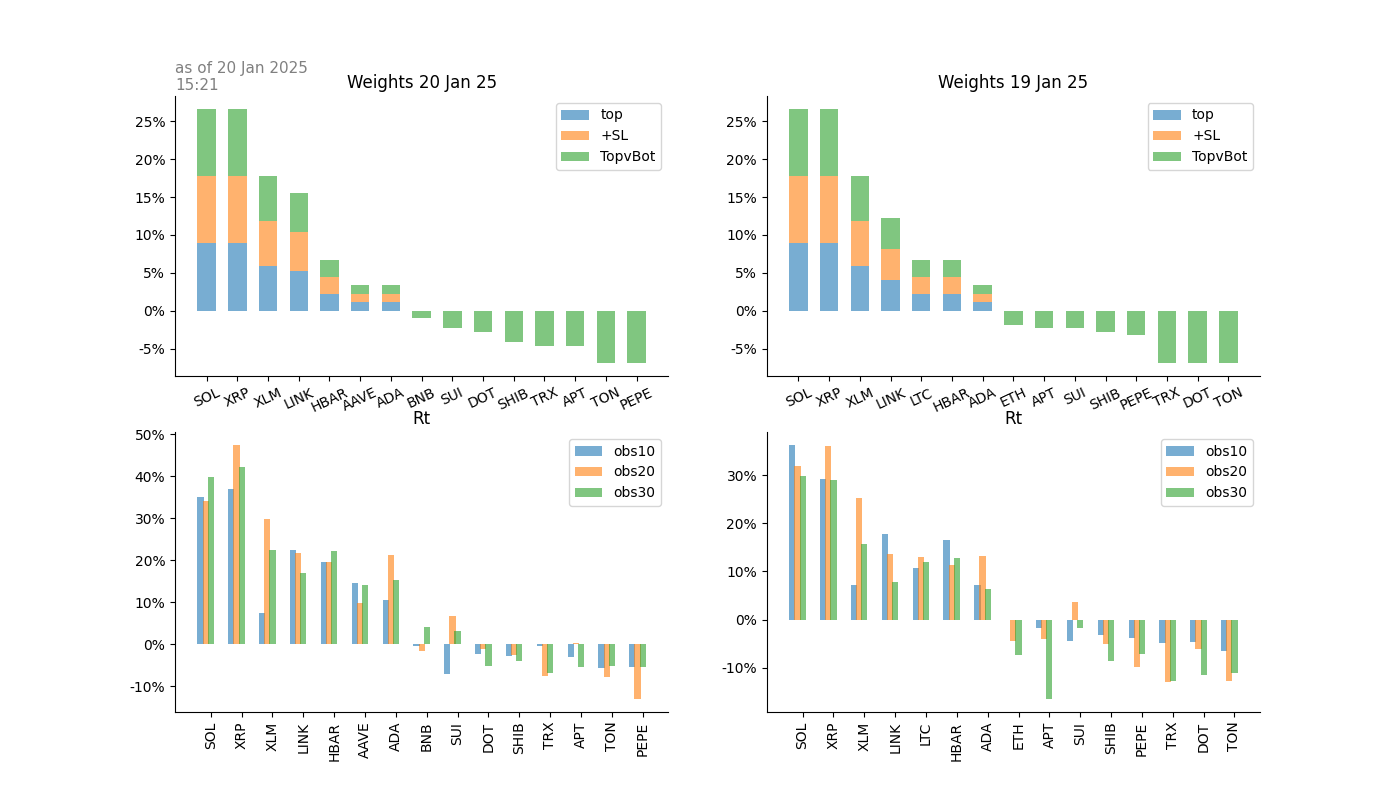 as of 20 Jan 2025
15:21
Weights 20 Jan 25
25%
20%
15%
10%
5%
0%
-5%
top
+SL
TopvBot
SOL XRP XLM LINK HBAR AAVE ADA BNB SUI DOT SHIB TRX APT TON PEPE
Weights 19 Jan 25
25%
20%
15%
10%
5%
0%
-5%
top
+SL
TopvBot
SOL XRP XLM LINK LTC HBAR ADA ETH APT SUI SHIB PEPE TRX DOT TON
Rt
50%
40%
30%
20%
10%
0%
-10%
obs10
obs20
obs30
SOL XRP XLM LINK HBAR AAVE ADA BNB SUI DOT SHIB TRX APT TON PEPE
Rt
30%
20%
10%
0%
-10%
obs10
obs20
obs30
SOL XRP XLM LINK LTC HBAR ADA ETH APT SUI SHIB PEPE TRX DOT TON